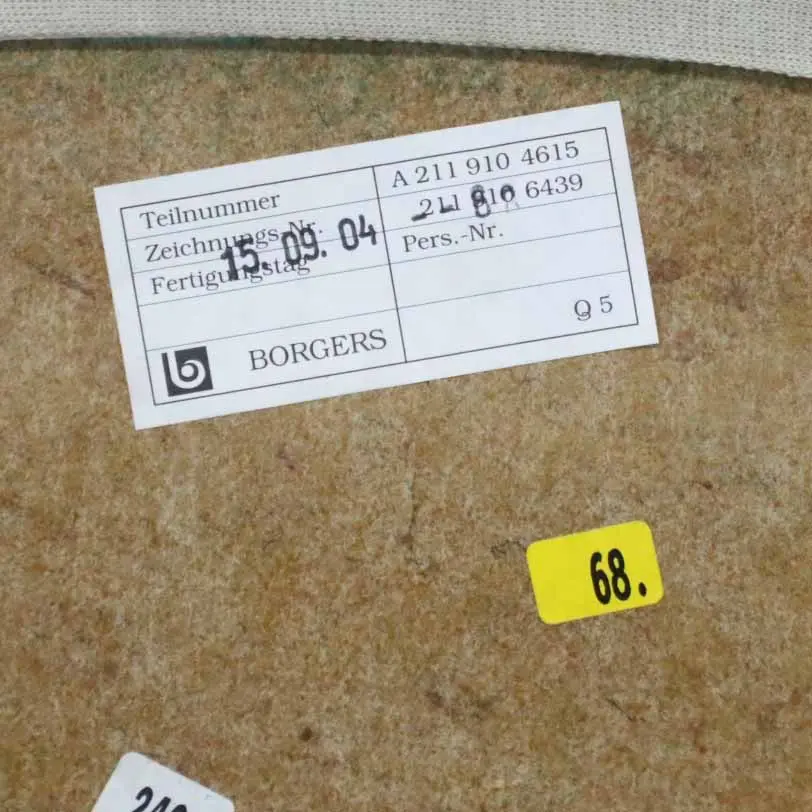 Teilnummer A 211 910 4615
Zeichnungs-Nr. 211 910 6439
Fertigungstag Pers.-Nr.
15. 09. 04
BORGERS Q 5
68.